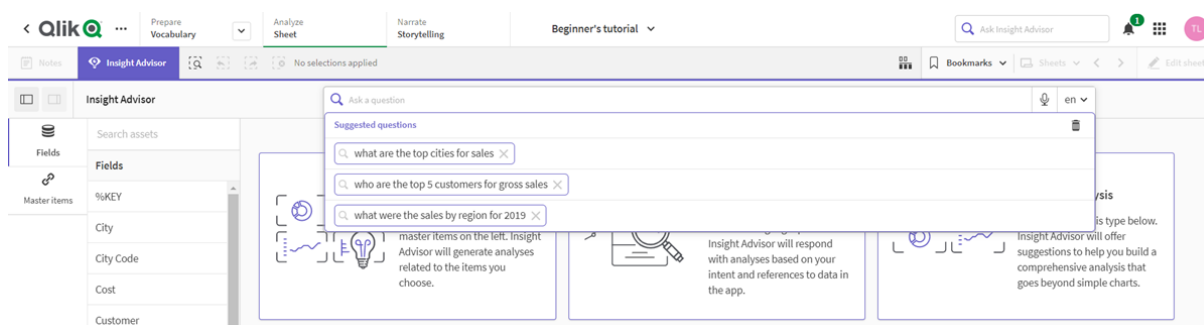 Qlik
Prepare
Vocabulary
Analyze
Sheet
Narrate
Storytelling
Beginner's tutorial
Ask Insight Advisor
1
TL
Notes
Insight Advisor
No selections applied
Bookmarks
Sheets
Edit sheet
Insight Advisor
Ask a question
en
Fields
Master items
Search assets
Fields
%KEY
City
City Code
Cost
Customer
Suggested questions
what are the top cities for sales
who are the top 5 customers for gross sales
what were the sales by region for 2019
master items on the left. Insight
Advisor will generate analyses
related to the items you
choose.
Insight Advisor will respond
with analyses based on your
intent and references to data in
the app.
is type below.
Insight Advisor will offer
suggestions to help you build a
comprehensive analysis that
goes beyond simple charts.